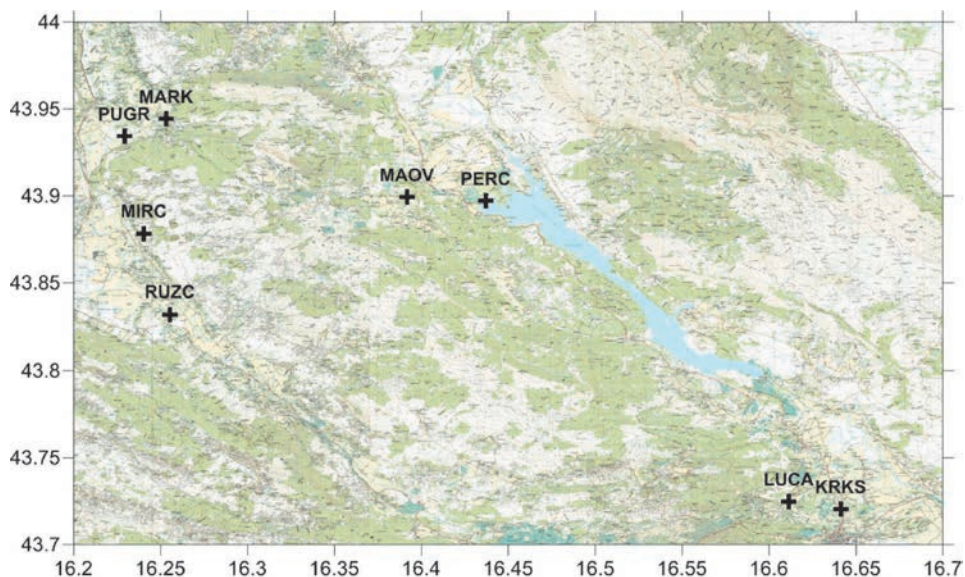 44
43.95
43.9
43.85
43.8
43.75
43.7
MARK
PUGR
MAOV
PERC
MIRC
RUZC
LUCA
KRKS
16.2 16.25 16.3 16.35 16.4 16.45 16.5 16.55 16.6 16.65 16.7